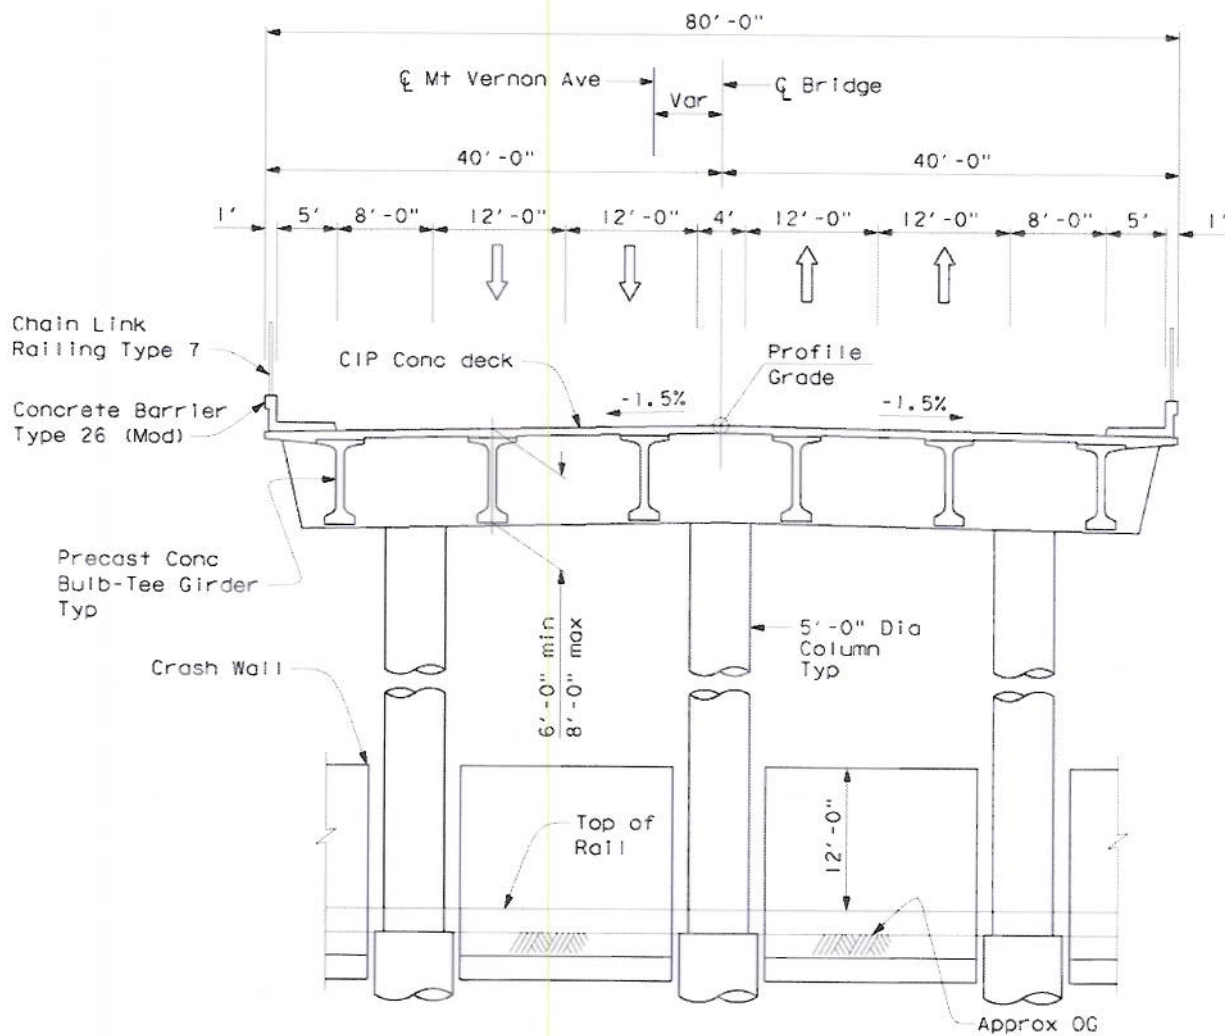 80'-0"
℄ Mt Vernon Ave
℄ Bridge
Var
40'-0"
40'-0"
1'
5'
8'-0"
12'-0"
12'-0"
4'
12'-0"
12'-0"
8'-0"
5'
1'
Chain Link
Railing Type 7
CIP Conc deck
Profile
Grade
-1.5%
-1.5%
Concrete Barrier
Type 26 (Mod)
Precast Conc
Bulb-Tee Girder
Typ
6'-0" min
8'-0" max
5'-0" Dia
Column
Typ
Crash Wall
Top of
Rail
12'-0"
Approx OG